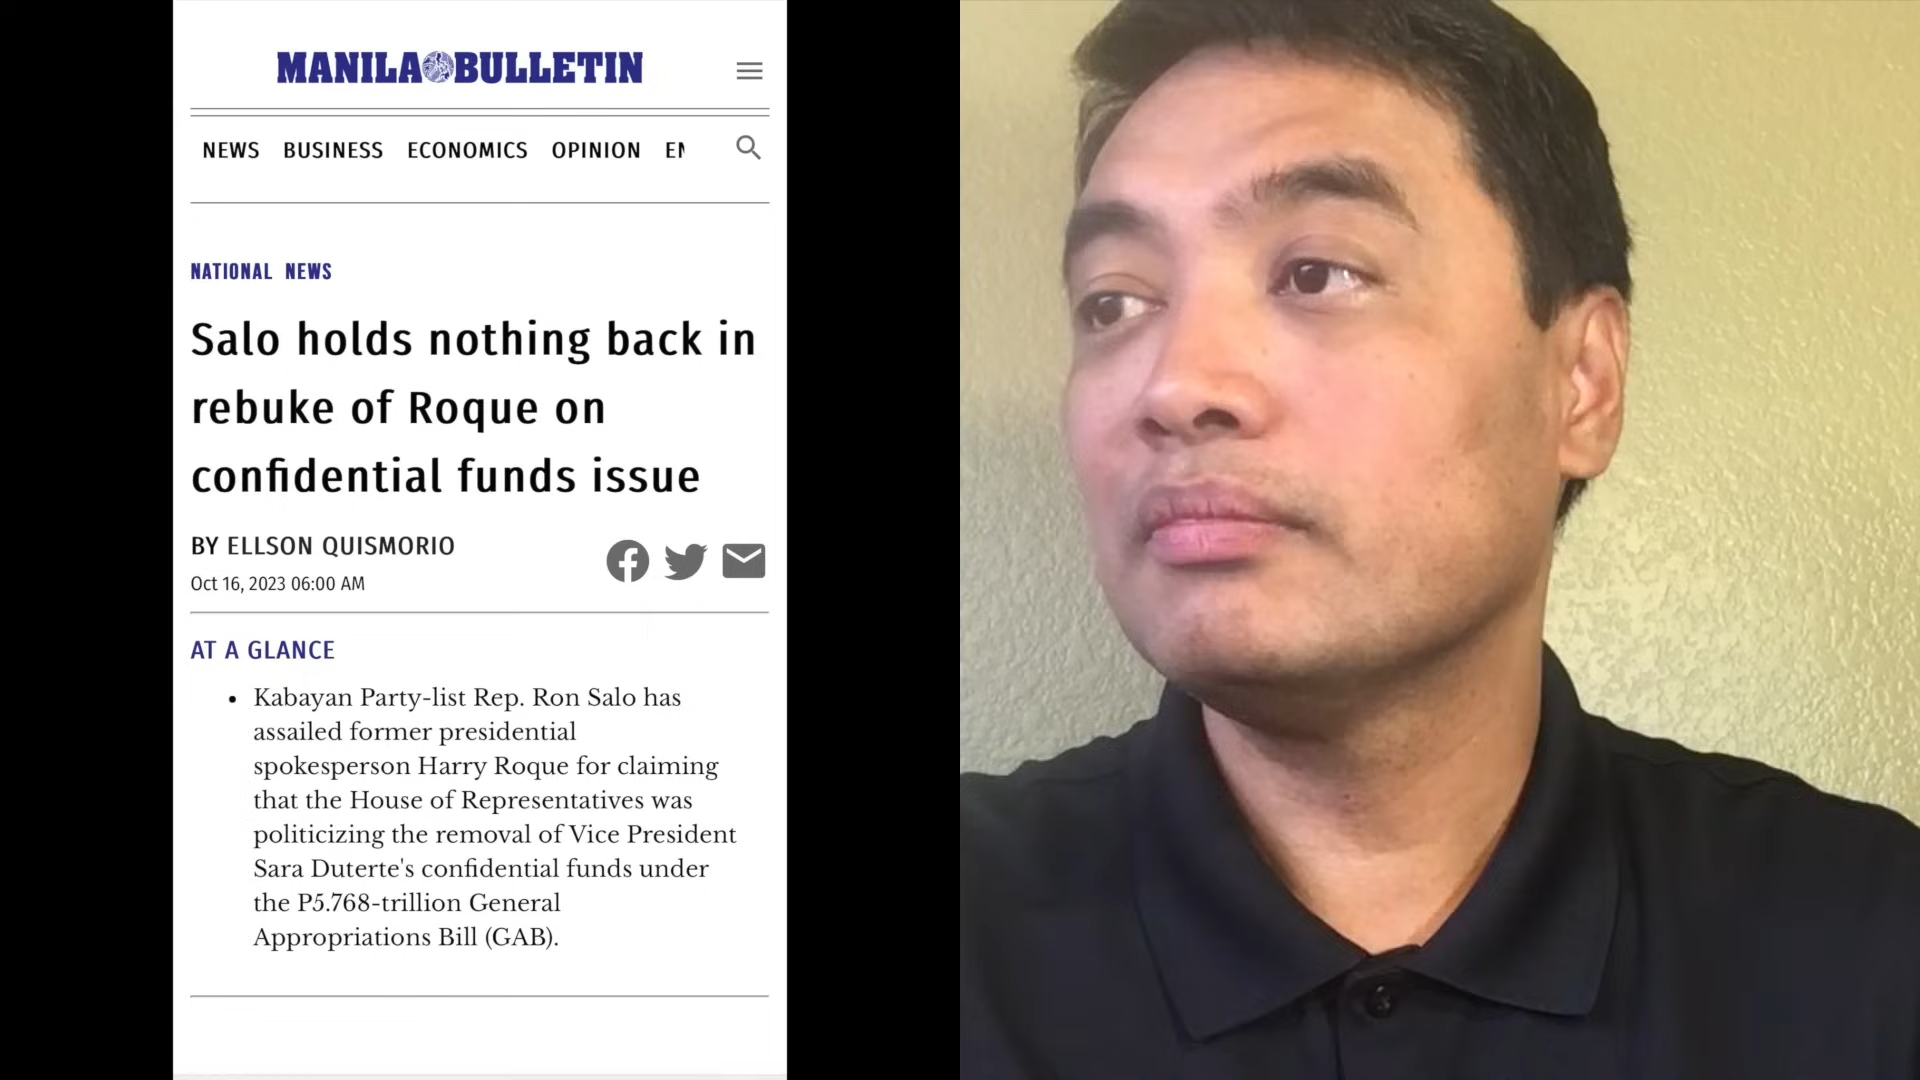 MANILA BULLETIN
NEWS BUSINESS ECONOMICS OPINION EN
NATIONAL NEWS
Salo holds nothing back in
rebuke of Roque on
confidential funds issue
BY ELLSON QUISMORIO
Oct 16, 2023 06:00 AM
AT A GLANCE
• Kabayan Party-list Rep. Ron Salo has
assailed former presidential
spokesperson Harry Roque for claiming
that the House of Representatives was
politicizing the removal of Vice President
Sara Duterte's confidential funds under
the P5.768-trillion General
Appropriations Bill (GAB).